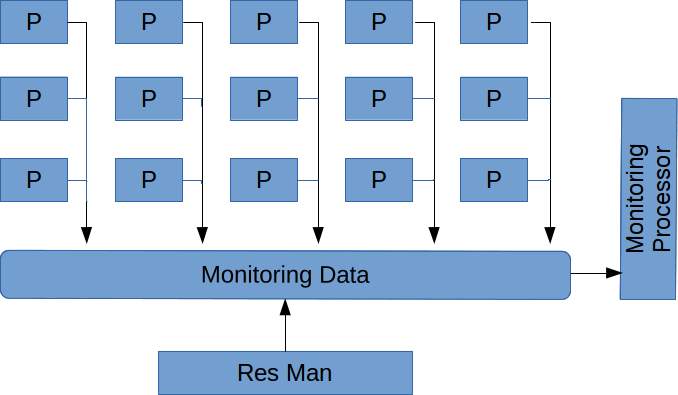 P P P P P
P P P P P
P P P P P
Monitoring
Processor
Monitoring Data
Res Man